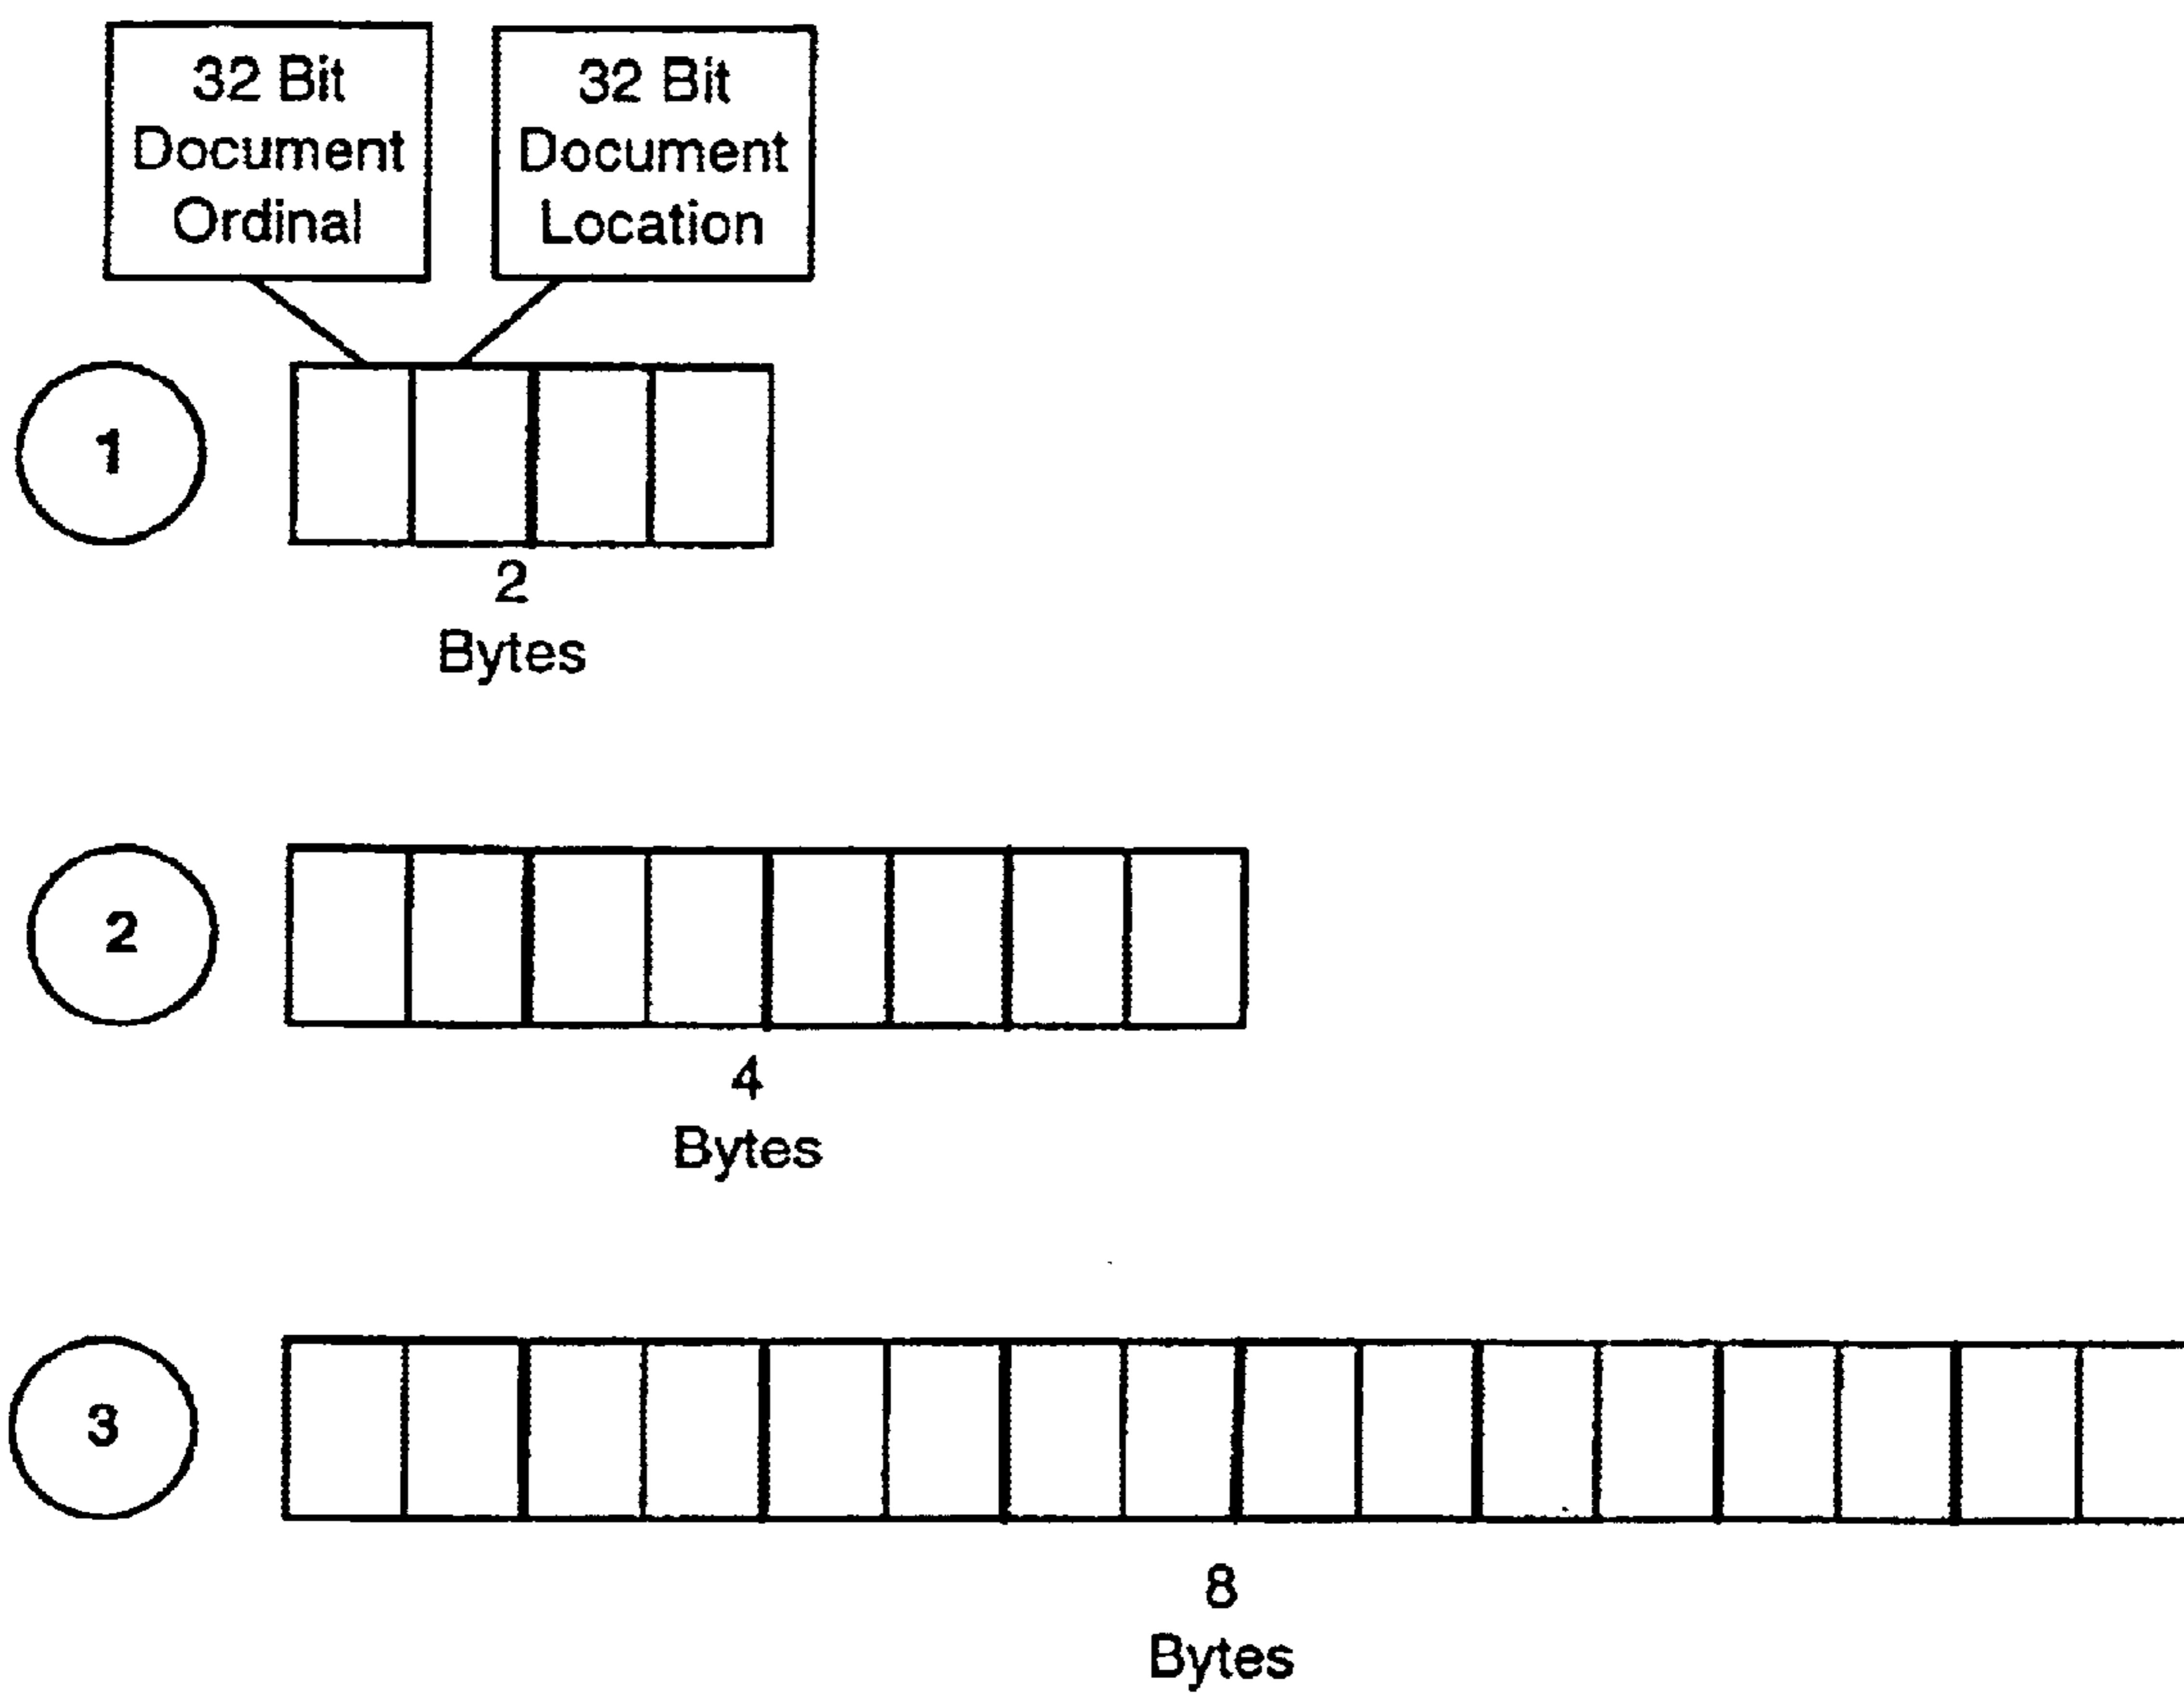 32 Bit
Document
Ordinal
32 Bit
Document
Location
1
2
Bytes
2
4
Bytes
3
8
Bytes